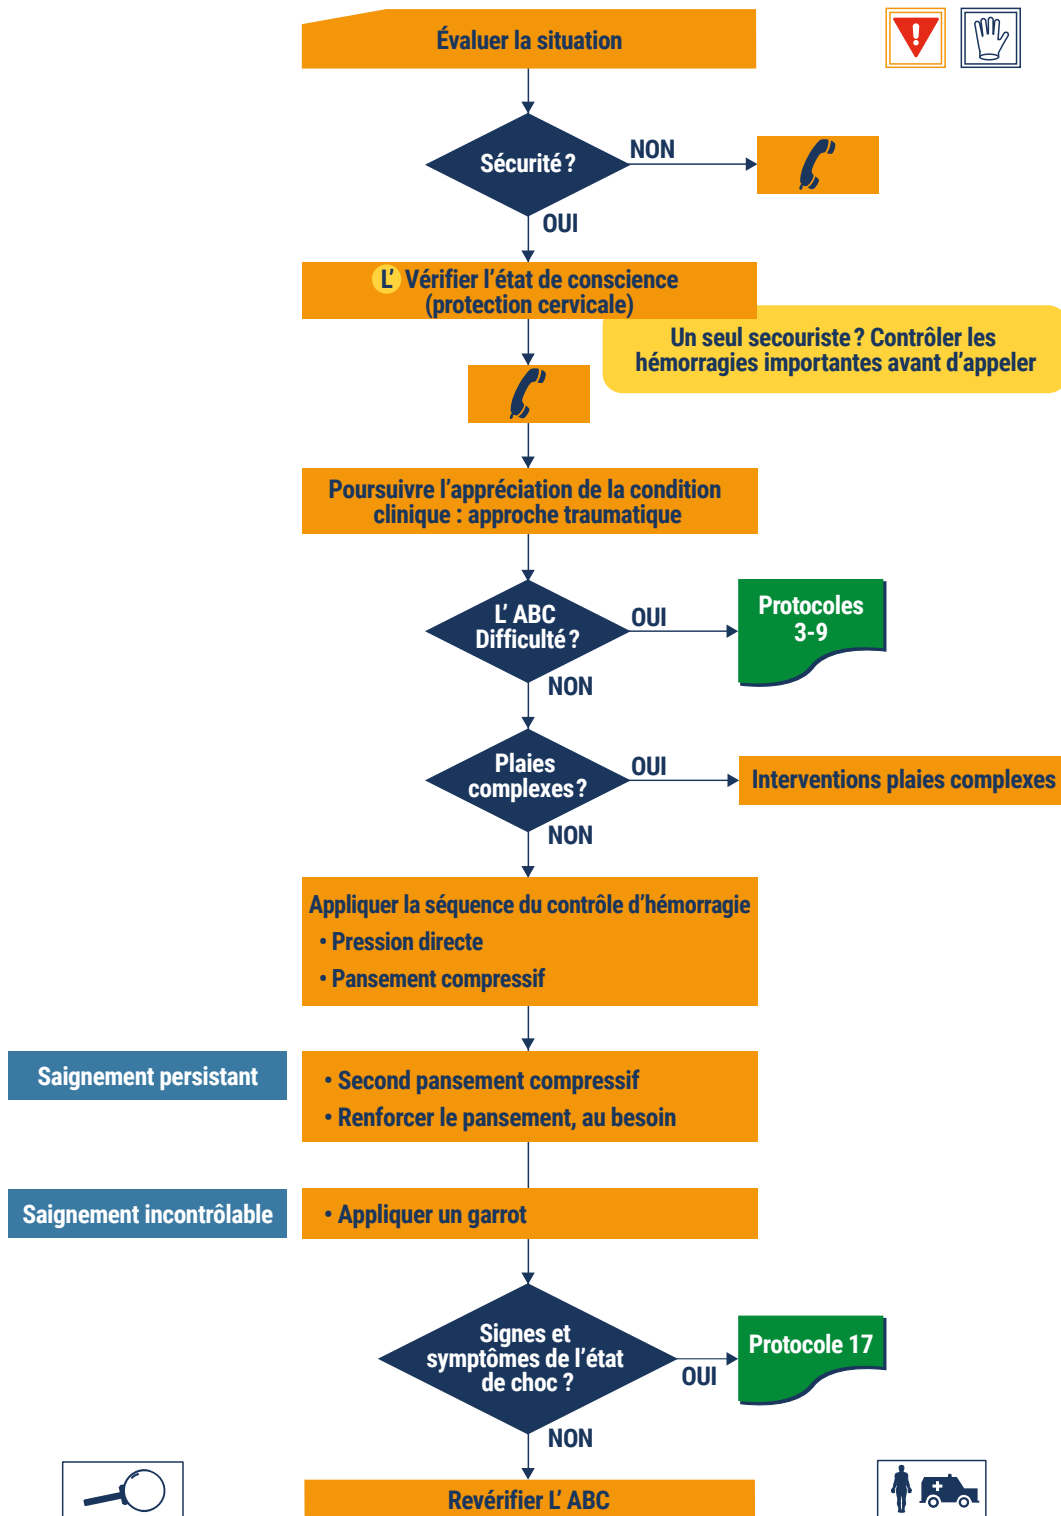 Évaluer la situation
Sécurité ?
NON
OUI
L' Vérifier l'état de conscience
(protection cervicale)
Un seul secouriste ? Contrôler les
hémorragies importantes avant d'appeler
Poursuivre l'appréciation de la condition
clinique : approche traumatique
L' ABC
Difficulté ?
OUI
Protocoles
3-9
NON
Plaies
complexes ?
OUI
Interventions plaies complexes
NON
Appliquer la séquence du contrôle d'hémorragie
• Pression directe
• Pansement compressif
Saignement persistant
• Second pansement compressif
• Renforcer le pansement, au besoin
Saignement incontrôlable
• Appliquer un garrot
Signes et
symptômes de l'état
de choc ?
OUI
Protocole 17
NON
Revérifier L' ABC